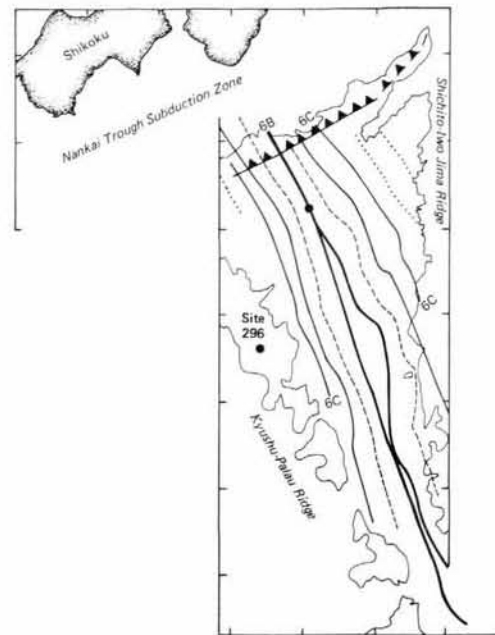 Shikoku
Nankai Trough Subduction Zone
6B
6C
Shichito-Iwo Jima Ridge
6C
Site
296
6C
D
Kyushu-Palau Ridge